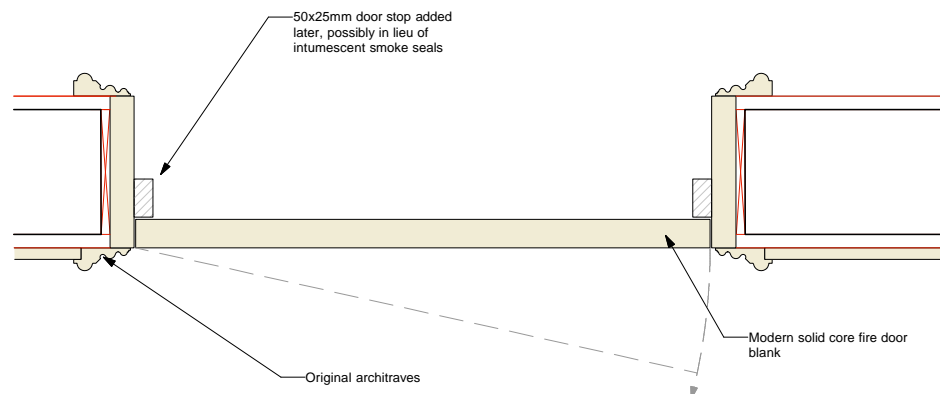 50x25mm door stop added
later, possibly in lieu of
intumescent smoke seals
Modern solid core fire door
blank
Original architraves